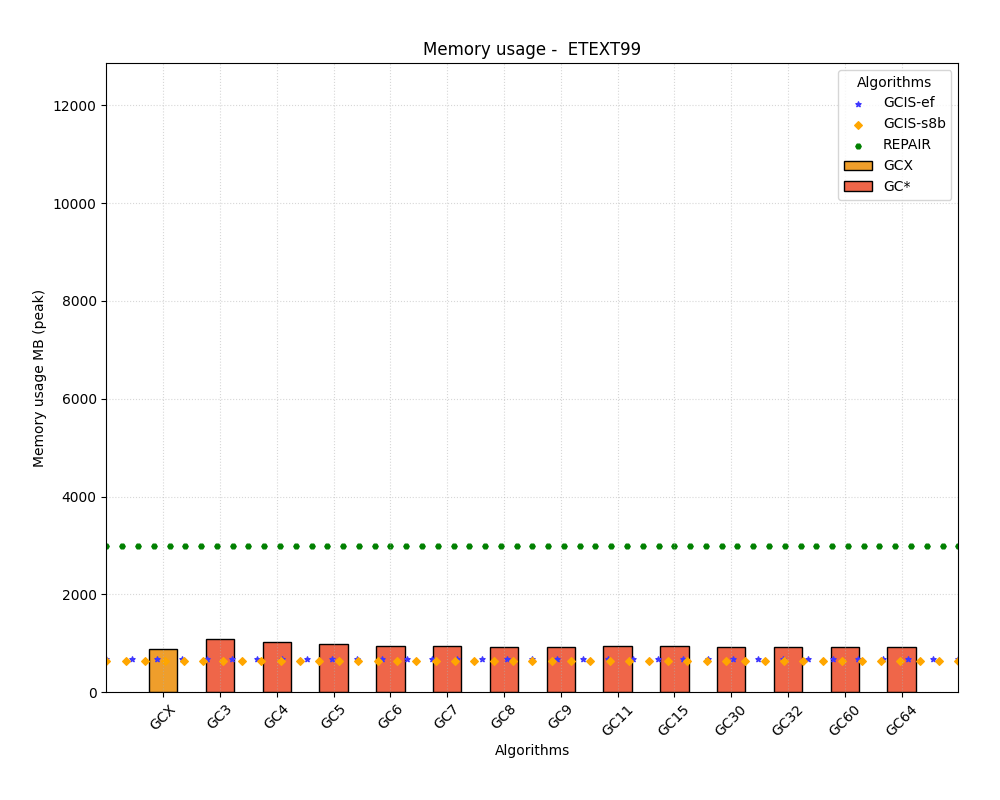 Memory usage -  ETEXT99
Algorithms
GCIS-ef
GCIS-s8b
REPAIR
GCX
GC*
Memory usage MB (peak)
12000
10000
8000
6000
4000
2000
0
GCX
GC3
GC4
GC5
GC6
GC7
GC8
GC9
GC11
GC15
GC30
GC32
GC60
GC64
Algorithms